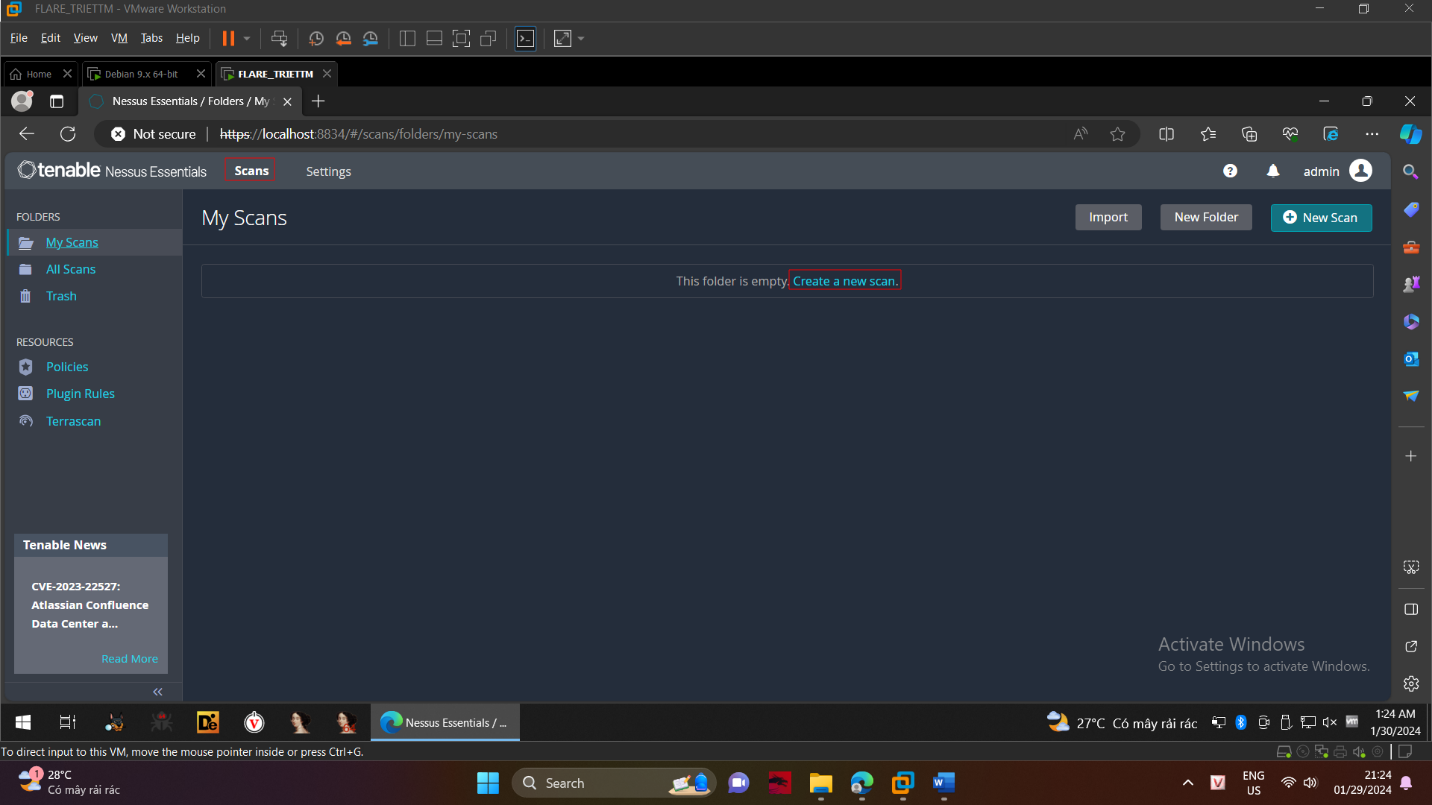 FLARE_TRIETTM - VMware Workstation
File Edit View VM Tabs Help
Home Debian 9.x 64-bit FLARE_TRIETTM
Nessus Essentials / Folders / My
Not secure https://localhost:8834/#/scans/folders/my-scans
tenable Nessus Essentials Scans Settings admin
FOLDERS
My Scans
All Scans
Trash
RESOURCES
Policies
Plugin Rules
Terrascan
Tenable News
CVE-2023-22527:
Atlassian Confluence
Data Center a...
Read More
My Scans Import New Folder New Scan
This folder is empty. Create a new scan.
Activate Windows
Go to Settings to activate Windows.
Nessus Essentials / ...
27°C Có mây rải rác
1:24 AM
1/30/2024
To direct input to this VM, move the mouse pointer inside or press Ctrl+G.
1
28°C
Có mây rải rác
Search
ENG
US
21:24
01/29/2024